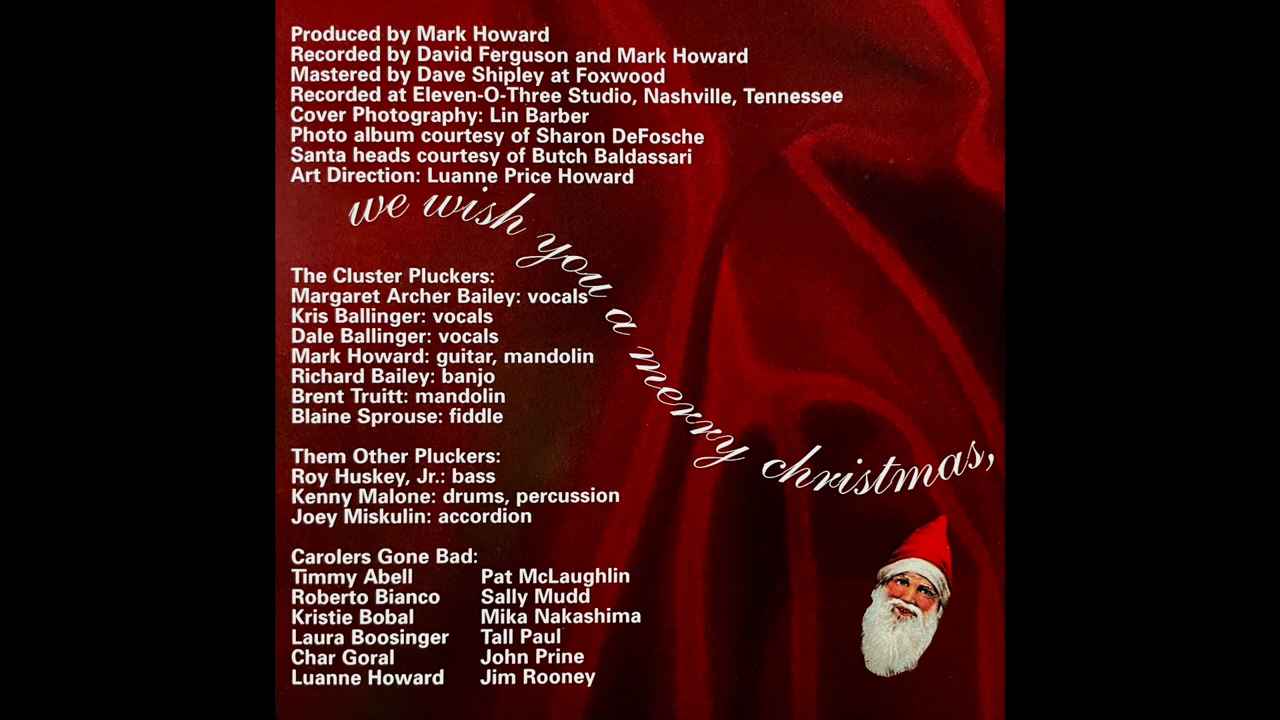 Produced by Mark Howard
Recorded by David Ferguson and Mark Howard
Mastered by Dave Shipley at Foxwood
Recorded at Eleven-O-Three Studio, Nashville, Tennessee
Cover Photography: Lin Barber
Photo album courtesy of Sharon DeFosche
Santa heads courtesy of Butch Baldassari
Art Direction: Luanne Price Howard
we wish you a merry christmas,
The Cluster Pluckers:
Margaret Archer Bailey: vocals
Kris Ballinger: vocals
Dale Ballinger: vocals
Mark Howard: guitar, mandolin
Richard Bailey: banjo
Brent Truitt: mandolin
Blaine Sprouse: fiddle
Them Other Pluckers:
Roy Huskey, Jr.: bass
Kenny Malone: drums, percussion
Joey Miskulin: accordion
Carolers Gone Bad:
Timmy Abell
Roberto Bianco
Kristie Bobal
Laura Boosinger
Char Goral
Luanne Howard
Pat McLaughlin
Sally Mudd
Mika Nakashima
Tall Paul
John Prine
Jim Rooney